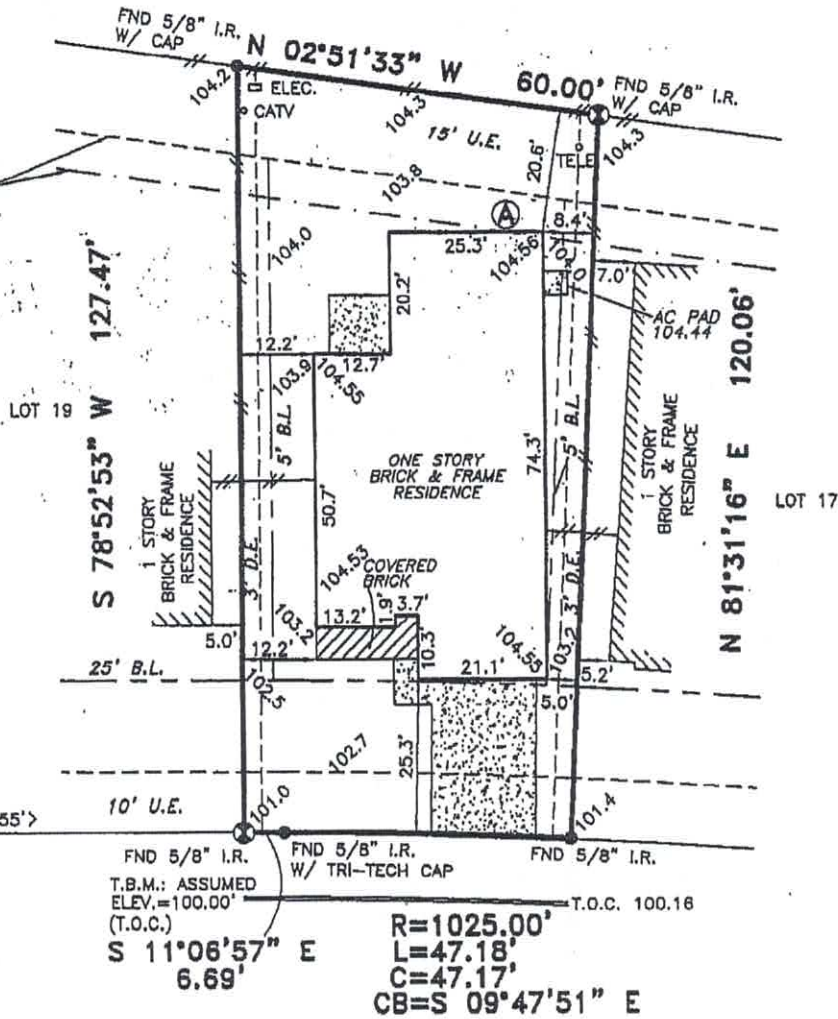 FND 5/8" I.R.
W/ CAP
N 02°51'33" W
60.00'
FND 5/8" I.R.
W/ CAP
104.2
ELEC.
CATV
104.3
15' U.E.
20.6'
TELE
104.3
103.8
104.0
A
8.4'
25.3'
104.56
20.2'
7.0'
AC PAD
104.44
S 78°52'53" W 127.47'
N 81°31'16" E 120.06'
12.2'
103.9
12.7'
104.55
LOT 19
5' B.L.
ONE STORY
BRICK & FRAME
RESIDENCE
74.3'
5' B.L.
1 STORY
BRICK & FRAME
RESIDENCE
LOT 17
1 STORY
BRICK & FRAME
RESIDENCE
50.7'
3' D.E.
104.53
COVERED
BRICK
3' D.E.
103.2
13.2'
1.9'
3.7'
5.0'
12.2'
10.3'
21.1'
104.55
103.2
5.2'
25' B.L.
102.5
5.0'
102.7
25.3'
10' U.E.
55'>
101.0
101.4
FND 5/8" I.R.
FND 5/8" I.R.
W/ TRI-TECH CAP
FND 5/8" I.R.
T.B.M.: ASSUMED
ELEV.=100.00'
(T.O.C.)
T.O.C. 100.16
S 11°06'57" E
6.69'
R=1025.00'
L=47.18'
C=47.17'
CB=S 09°47'51" E